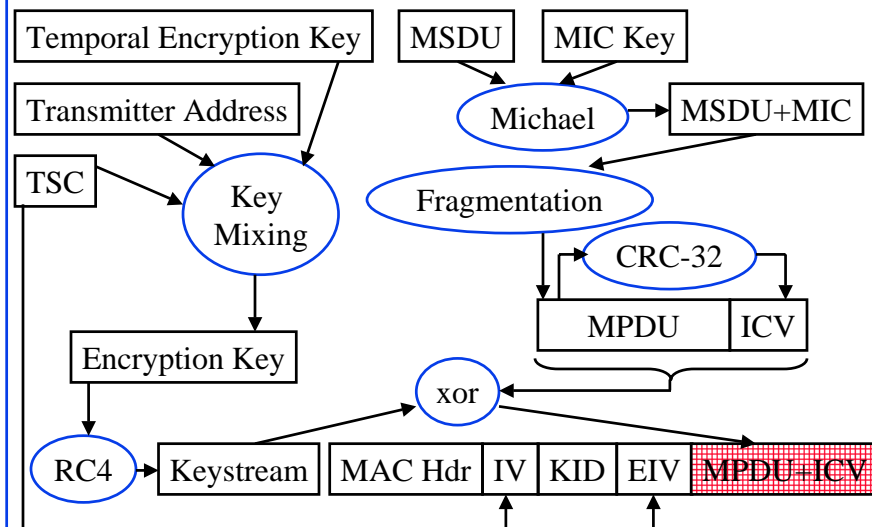 Temporal Encryption Key
MSDU
MIC Key
Transmitter Address
Michael
MSDU+MIC
TSC
Key
Mixing
Fragmentation
CRC-32
MPDU
ICV
Encryption Key
xor
RC4
Keystream
MAC Hdr
IV
KID
EIV
MPDU+ICV